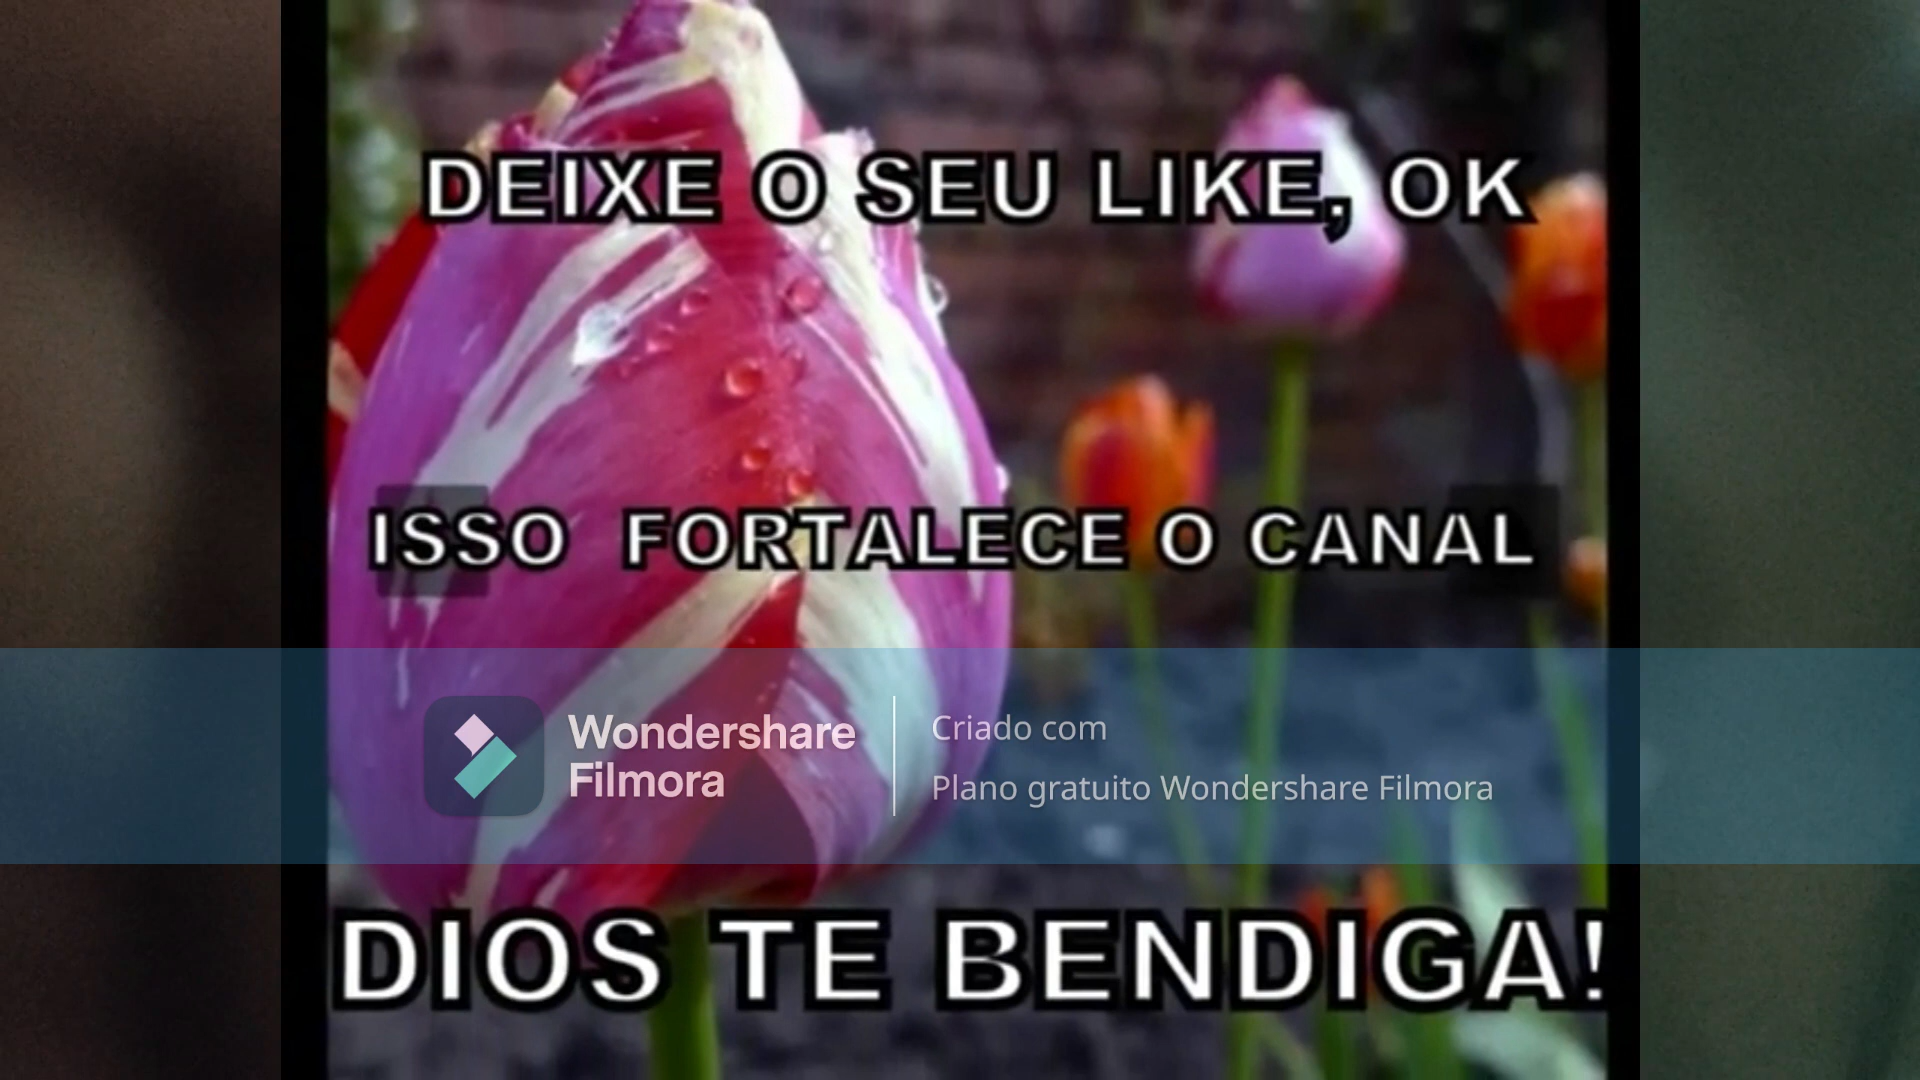 DEIXE O SEU LIKE, OK
ISSO FORTALECE O CANAL
Wondershare
Filmora
Criado com
Plano gratuito Wondershare Filmora
DIOS TE BENDIGA!